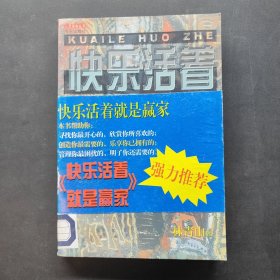 KUAILE HUO ZHE
快乐活着
快乐活着就是赢家
本书帮助你:
寻找你最开心的,欣赏你所喜欢的;
创造你最需要的,乐享你已拥有的;
管理你最困扰的,明了你还需要的。
《快乐活着
就是赢家》
强力推荐